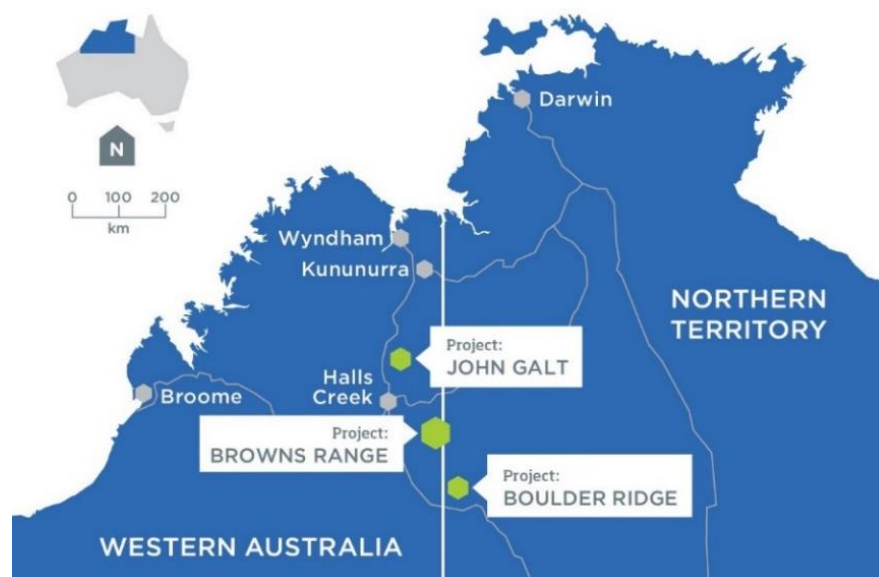 Darwin
N
0 100 200
km
Wyndham
Kununurra
NORTHERN
TERRITORY
Project:
JOHN GALT
Halls
Creek
Broome
Project:
BROWNS RANGE
Project:
BOULDER RIDGE
WESTERN AUSTRALIA